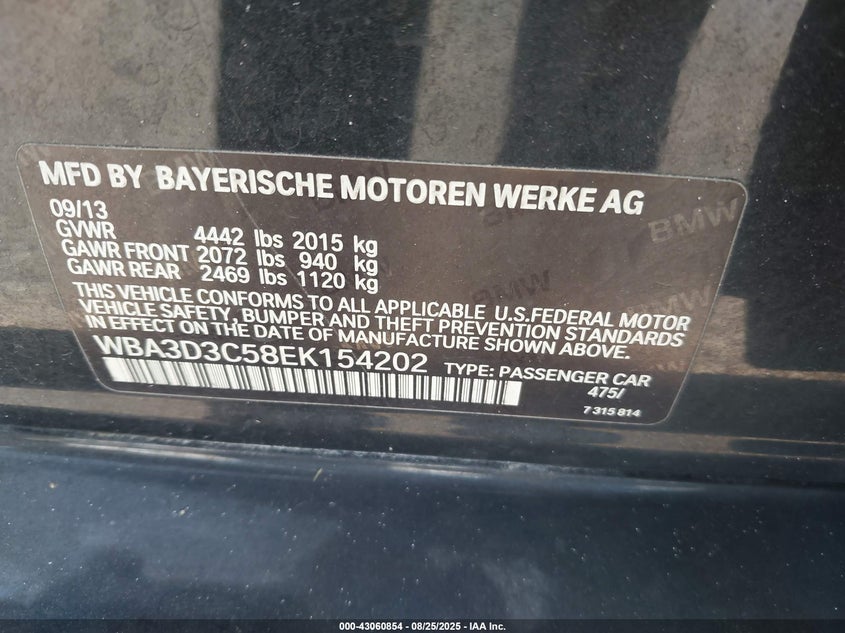 MFD BY BAYERISCHE MOTOREN WERKE AG
09/13
GVWR 4442 lbs 2015 kg
GAWR FRONT 2072 lbs 940 kg
GAWR REAR 2469 lbs 1120 kg
THIS VEHICLE CONFORMS TO ALL APPLICABLE U.S.FEDERAL MOTOR
VEHICLE SAFETY, BUMPER AND THEFT PREVENTION STANDARDS
IN EFFECT ON THE DATE OF MANUFACTURE SHOWN ABOVE.
WBA3D3C58EK154202 TYPE: PASSENGER CAR
475/
7 315 814
BMW
BMW
BMW
000-43060854 - 08/25/2025 - IAA Inc.